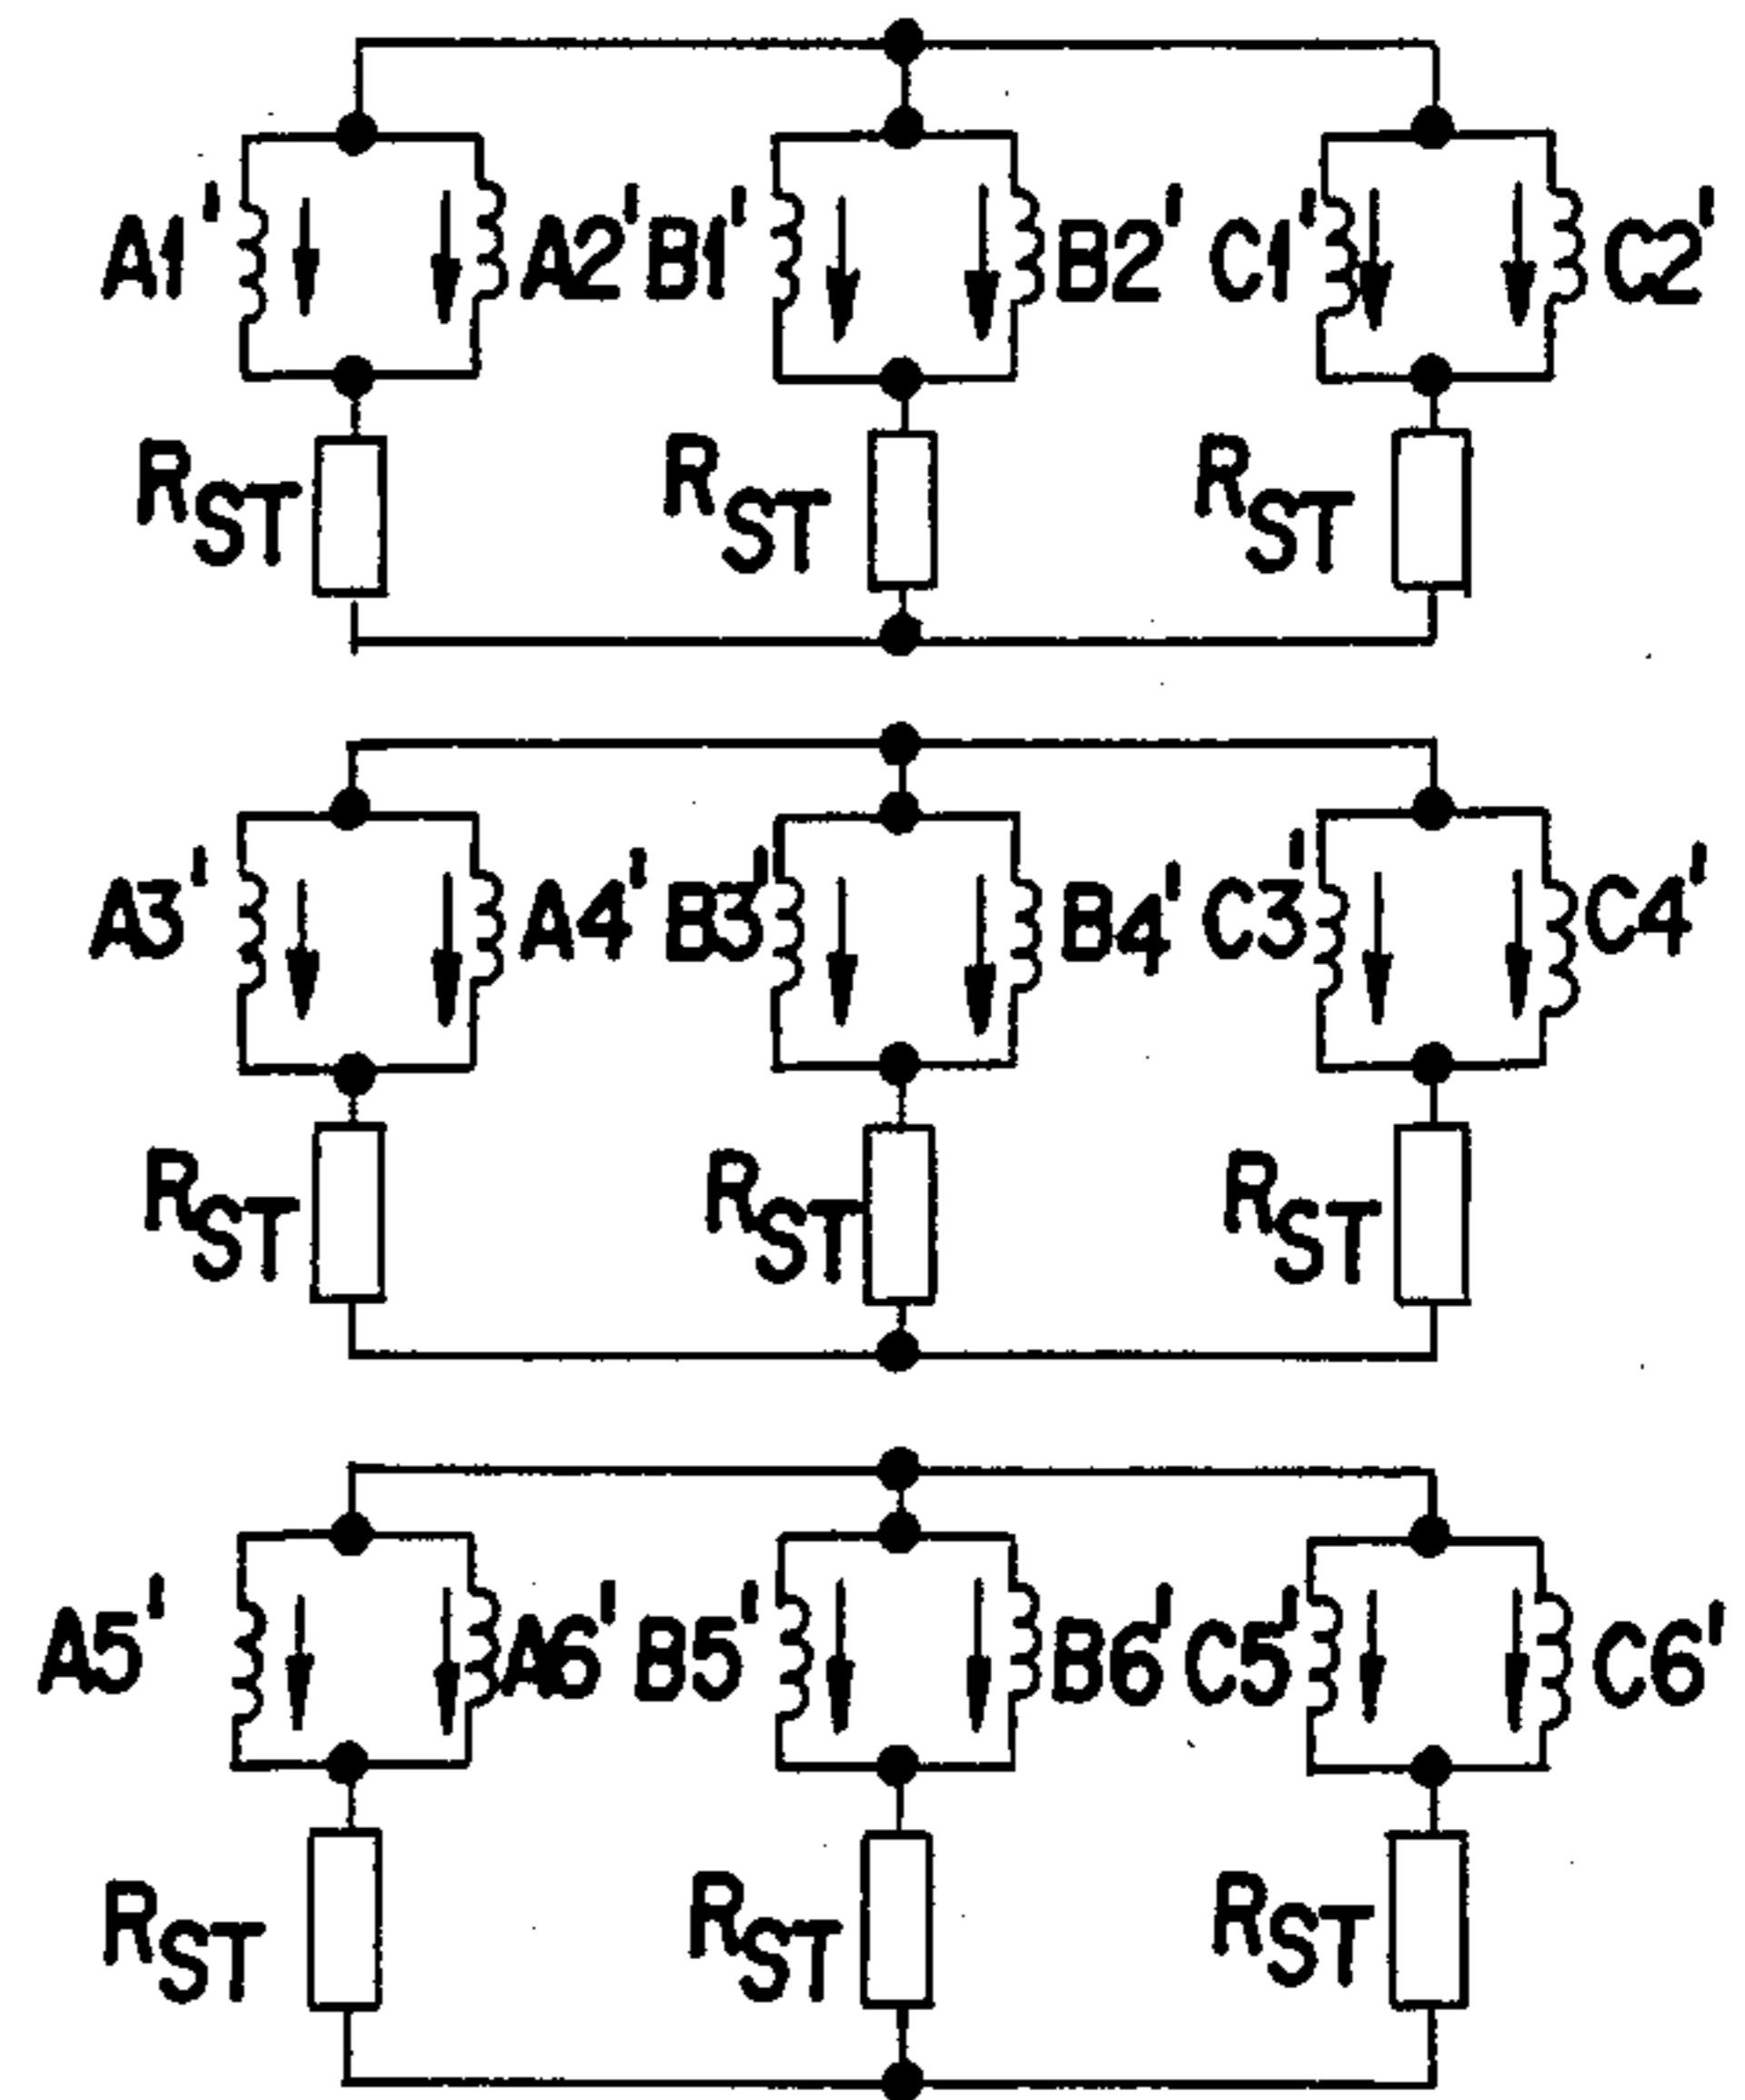 A1' A2' B1' B2' C1' C2'
RST RST RST
A3' A4' B3' B4' C3' C4'
RST RST RST
A5' A6' B5' B6' C5' C6'
RST RST RST